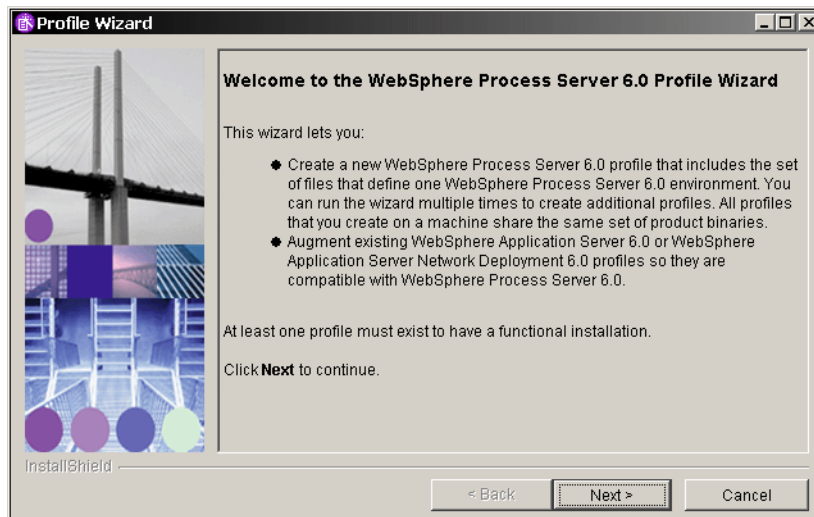 Profile Wizard
Welcome to the WebSphere Process Server 6.0 Profile Wizard
This wizard lets you:
Create a new WebSphere Process Server 6.0 profile that includes the set
of files that define one WebSphere Process Server 6.0 environment. You
can run the wizard multiple times to create additional profiles. All profiles
that you create on a machine share the same set of product binaries.
Augment existing WebSphere Application Server 6.0 or WebSphere
Application Server Network Deployment 6.0 profiles so they are
compatible with WebSphere Process Server 6.0.
At least one profile must exist to have a functional installation.
Click Next to continue.
InstallShield
< Back
Next >
Cancel